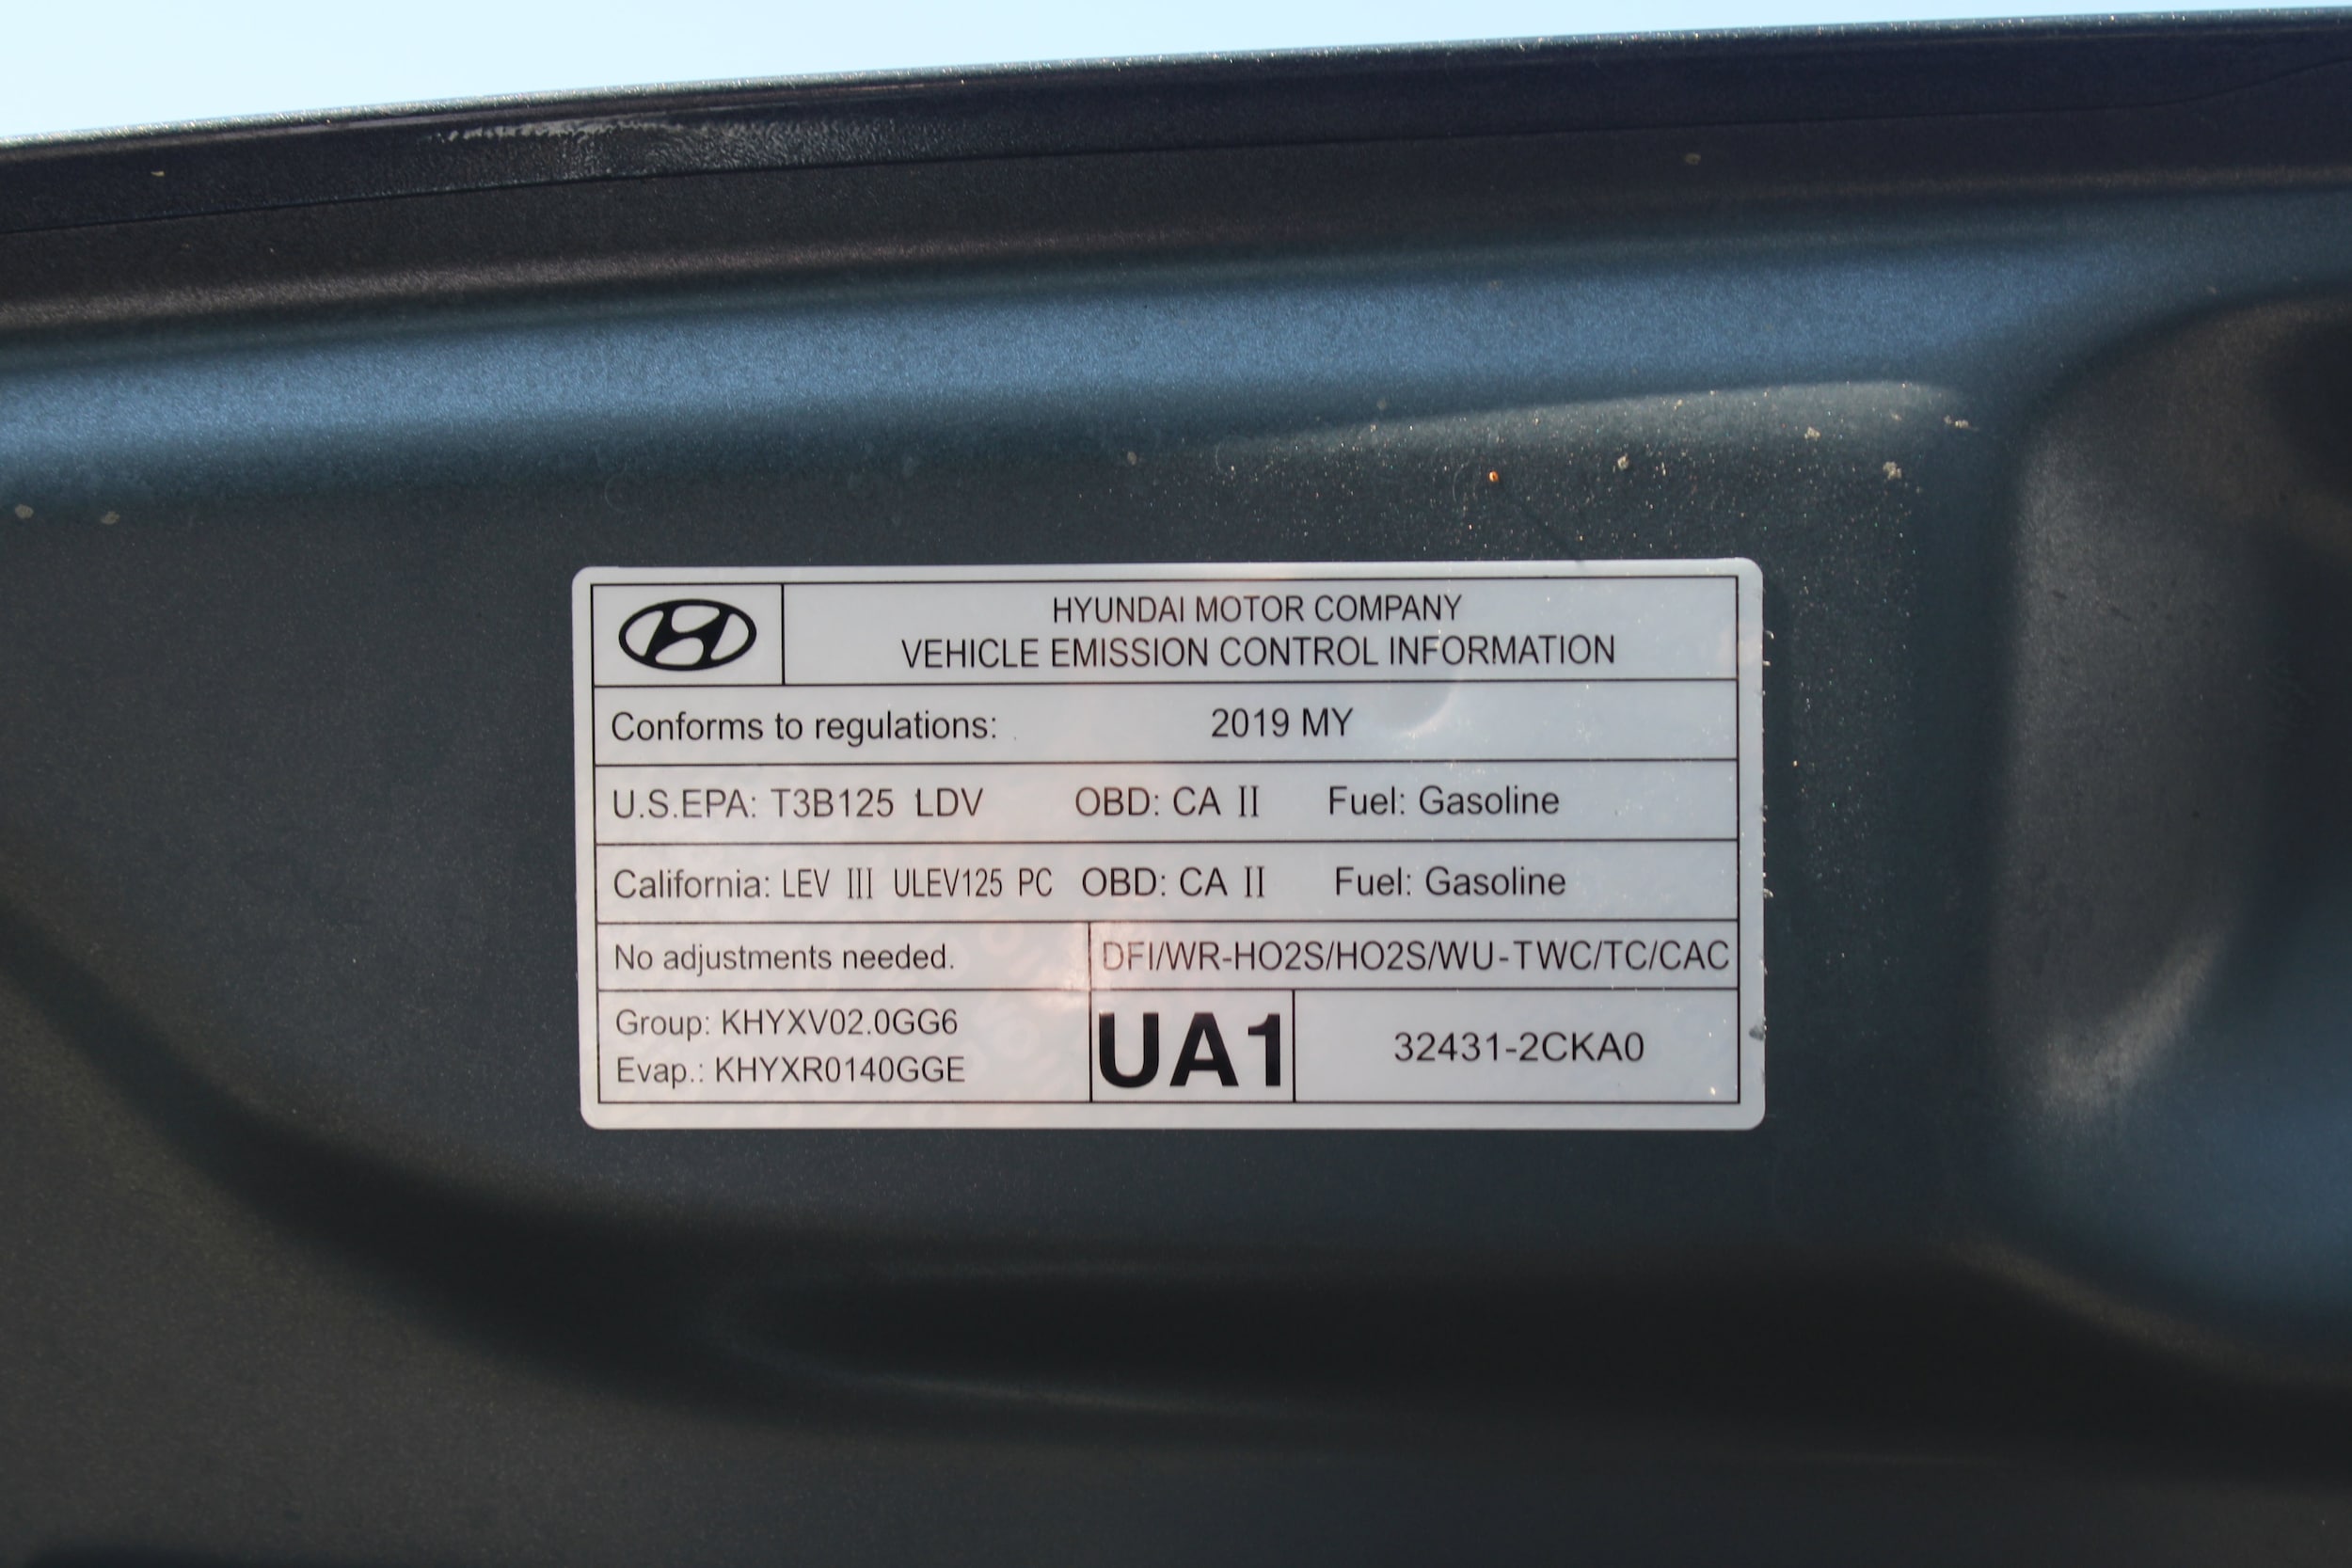 HYUNDAI MOTOR COMPANY
VEHICLE EMISSION CONTROL INFORMATION
Conforms to regulations: 2019 MY
U.S.EPA: T3B125 LDV OBD: CA II Fuel: Gasoline
California: LEV III ULEV125 PC OBD: CA II Fuel: Gasoline
No adjustments needed. DFI/WR-HO2S/HO2S/WU-TWC/TC/CAC
Group: KHYXV02.0GG6
Evap.: KHYXR0140GGE
UA1
32431-2CKA0